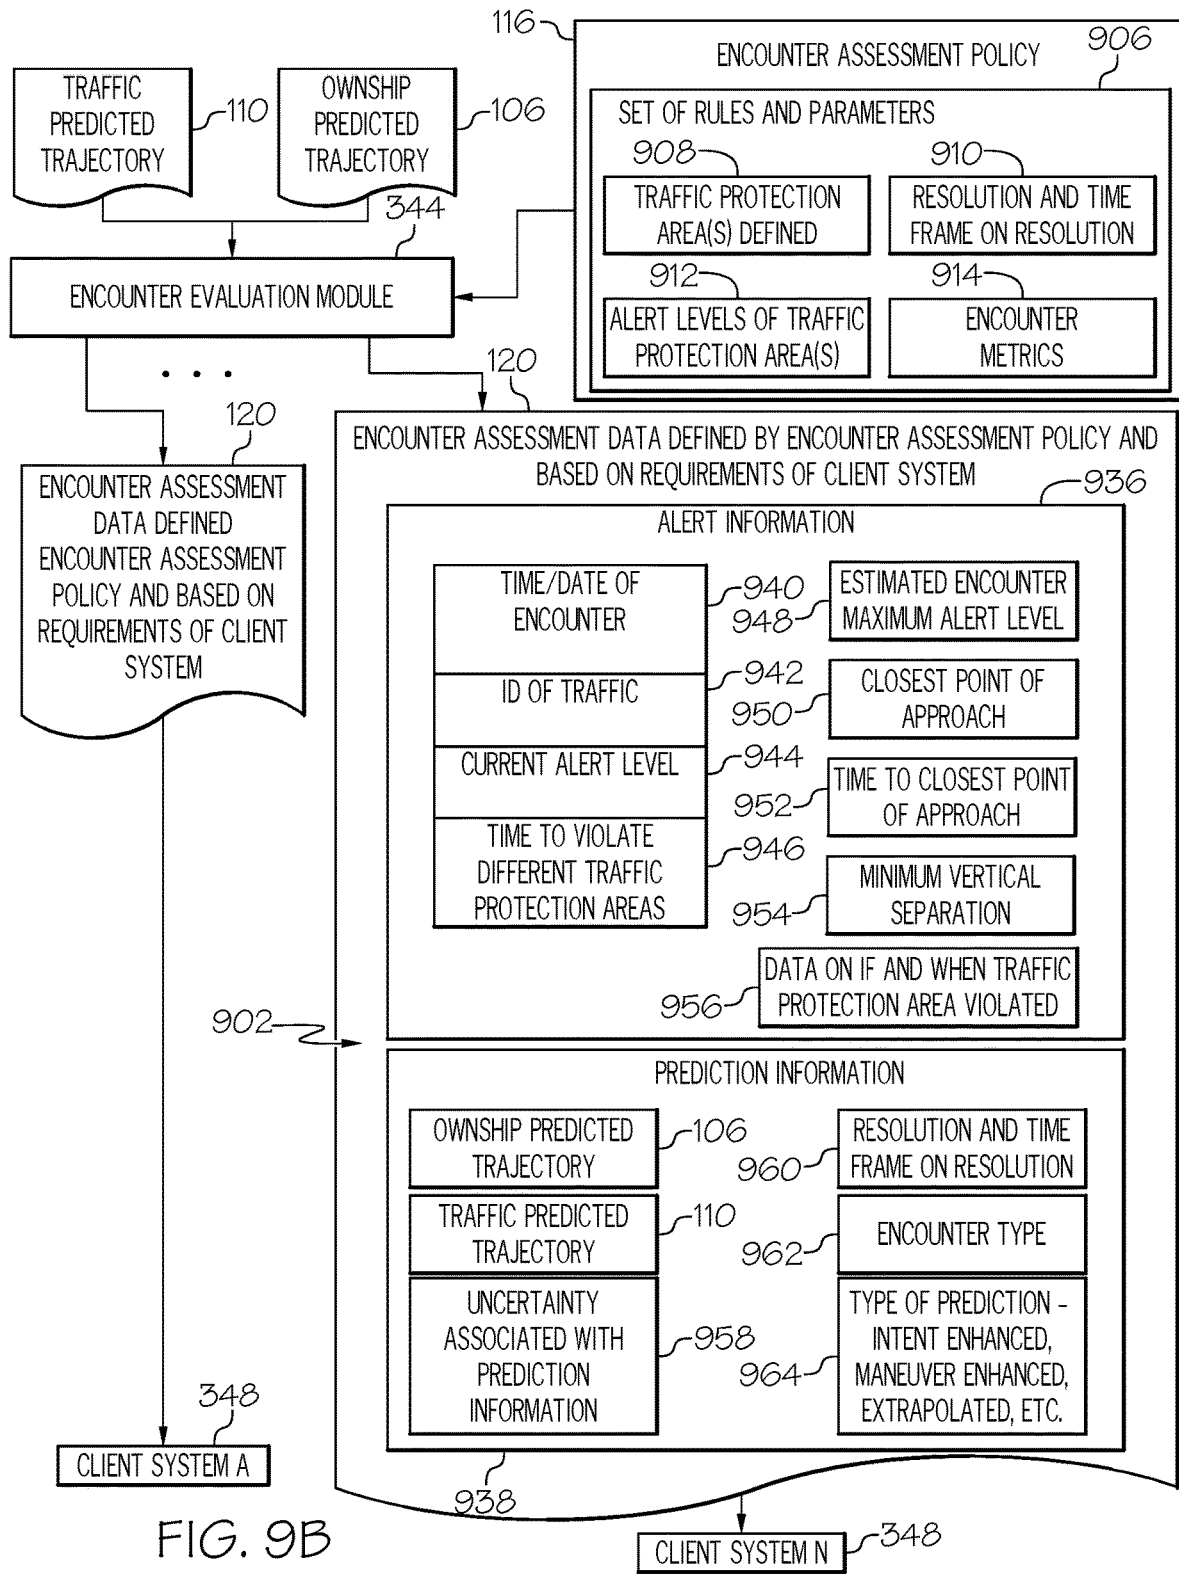 116
ENCOUNTER ASSESSMENT POLICY
906
SET OF RULES AND PARAMETERS
908
TRAFFIC PROTECTION
AREA(S) DEFINED
910
RESOLUTION AND TIME
FRAME ON RESOLUTION
912
ALERT LEVELS OF TRAFFIC
PROTECTION AREA(S)
914
ENCOUNTER
METRICS
TRAFFIC
PREDICTED
TRAJECTORY
110
OWNSHIP
PREDICTED
TRAJECTORY
106
344
ENCOUNTER EVALUATION MODULE
. . .
120
ENCOUNTER ASSESSMENT
DATA DEFINED
ENCOUNTER ASSESSMENT
POLICY AND BASED ON
REQUIREMENTS OF CLIENT
SYSTEM
348
CLIENT SYSTEM A
120
ENCOUNTER ASSESSMENT DATA DEFINED BY ENCOUNTER ASSESSMENT POLICY AND
BASED ON REQUIREMENTS OF CLIENT SYSTEM
936
ALERT INFORMATION
TIME/DATE OF
ENCOUNTER
940
ID OF TRAFFIC
942
CURRENT ALERT LEVEL
944
TIME TO VIOLATE
DIFFERENT TRAFFIC
PROTECTION AREAS
946
948
ESTIMATED ENCOUNTER
MAXIMUM ALERT LEVEL
950
CLOSEST POINT OF
APPROACH
952
TIME TO CLOSEST POINT
OF APPROACH
954
MINIMUM VERTICAL
SEPARATION
956
DATA ON IF AND WHEN TRAFFIC
PROTECTION AREA VIOLATED
902
PREDICTION INFORMATION
OWNSHIP PREDICTED
TRAJECTORY
106
TRAFFIC PREDICTED
TRAJECTORY
110
UNCERTAINTY
ASSOCIATED WITH
PREDICTION
INFORMATION
958
960
RESOLUTION AND TIME
FRAME ON RESOLUTION
962
ENCOUNTER TYPE
964
TYPE OF PREDICTION –
INTENT ENHANCED,
MANEUVER ENHANCED,
EXTRAPOLATED, ETC.
938
CLIENT SYSTEM N
348
FIG. 9B